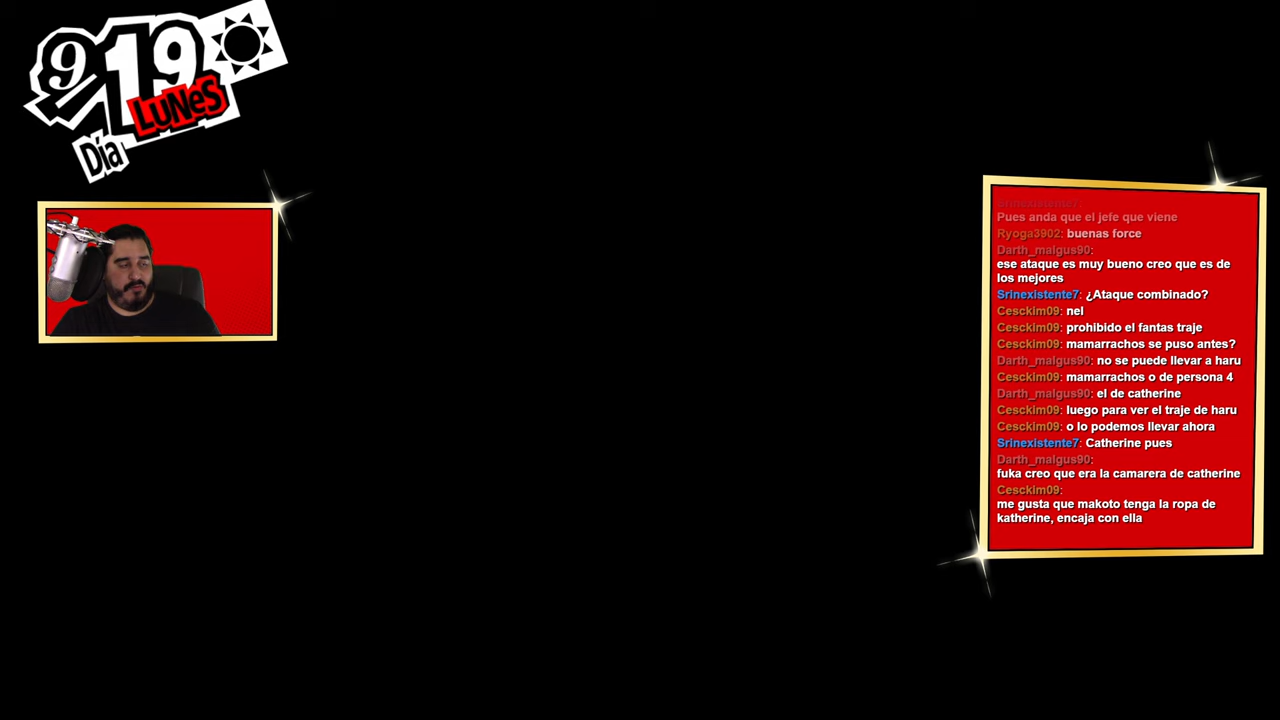 9/19
LUNeS
Día
Srinexistente7:
Pues anda que el jefe que viene
Ryoga3902: buenas force
Darth_malgus90:
ese ataque es muy bueno creo que es de
los mejores
Srinexistente7: ¿Ataque combinado?
Cesckim09: nel
Cesckim09: prohibido el fantas traje
Cesckim09: mamarrachos se puso antes?
Darth_malgus90: no se puede llevar a haru
Cesckim09: mamarrachos o de persona 4
Darth_malgus90: el de catherine
Cesckim09: luego para ver el traje de haru
Cesckim09: o lo podemos llevar ahora
Srinexistente7: Catherine pues
Darth_malgus90:
fuka creo que era la camarera de catherine
Cesckim09:
me gusta que makoto tenga la ropa de
katherine, encaja con ella